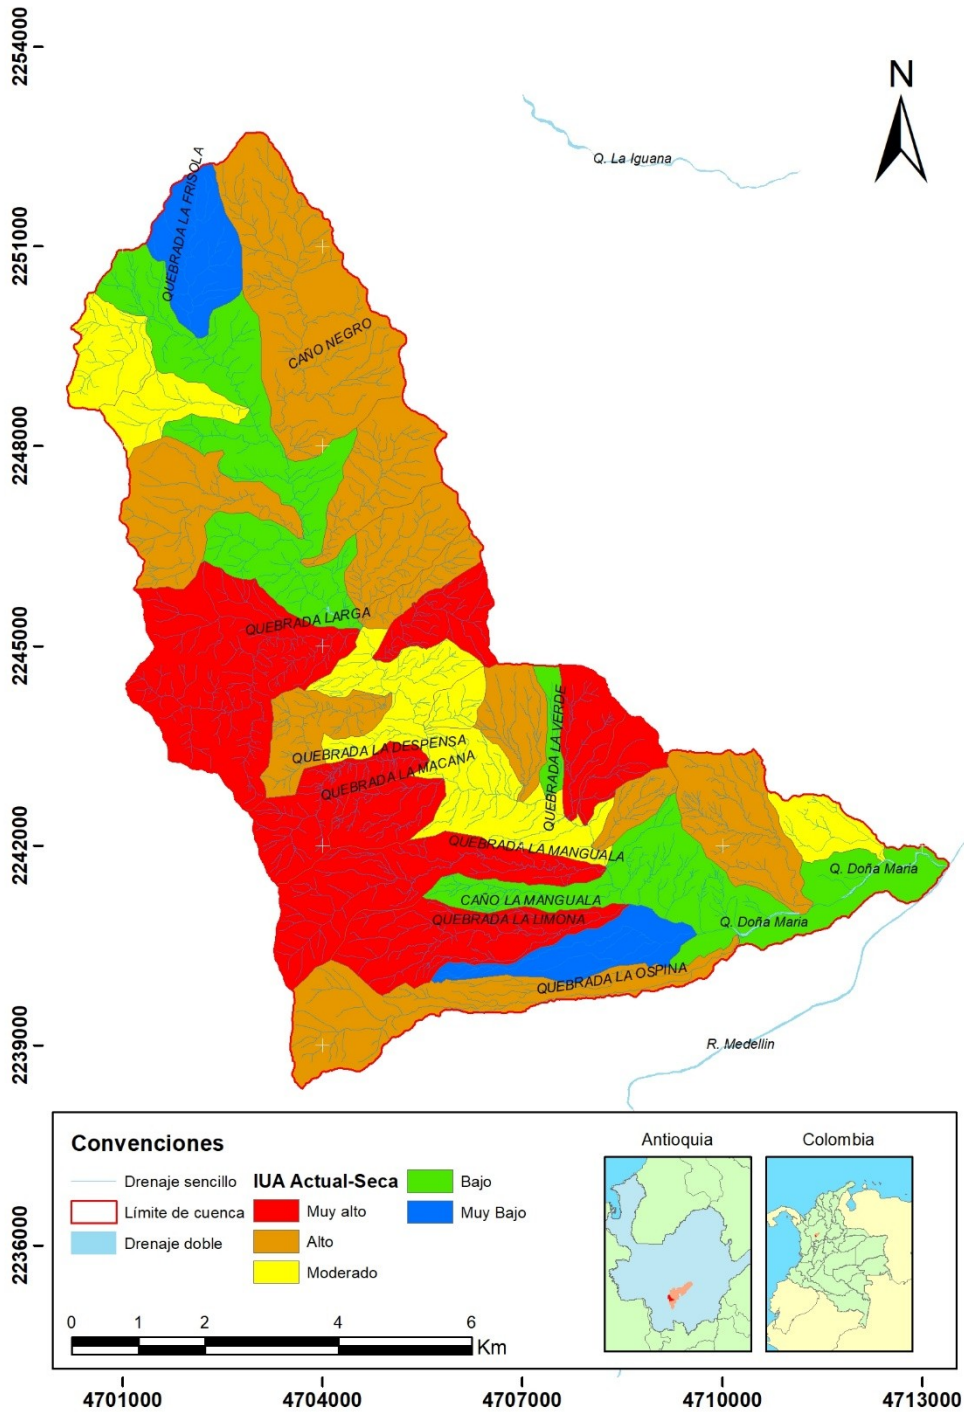 2254000
N
Q. La Iguana
QUEBRADA LA FRISOLA
2251000
CAÑO NEGRO
2248000
QUEBRADA LARGA
2245000
QUEBRADA LA VERDE
QUEBRADA LA DESPENSA
QUEBRADA LA MACANA
2242000
QUEBRADA LA MANGUALA
Q. Doña Maria
CAÑO LA MANGUALA
QUEBRADA LA LIMONA
Q. Doña Maria
QUEBRADA LA OSPINA
2239000
R. Medellin
Convenciones
Drenaje sencillo
Límite de cuenca
Drenaje doble
IUA Actual-Seca
Muy alto
Alto
Moderado
Bajo
Muy Bajo
Antioquia
Colombia
2236000
0 1 2 4 6
Km
4701000 4704000 4707000 4710000 4713000